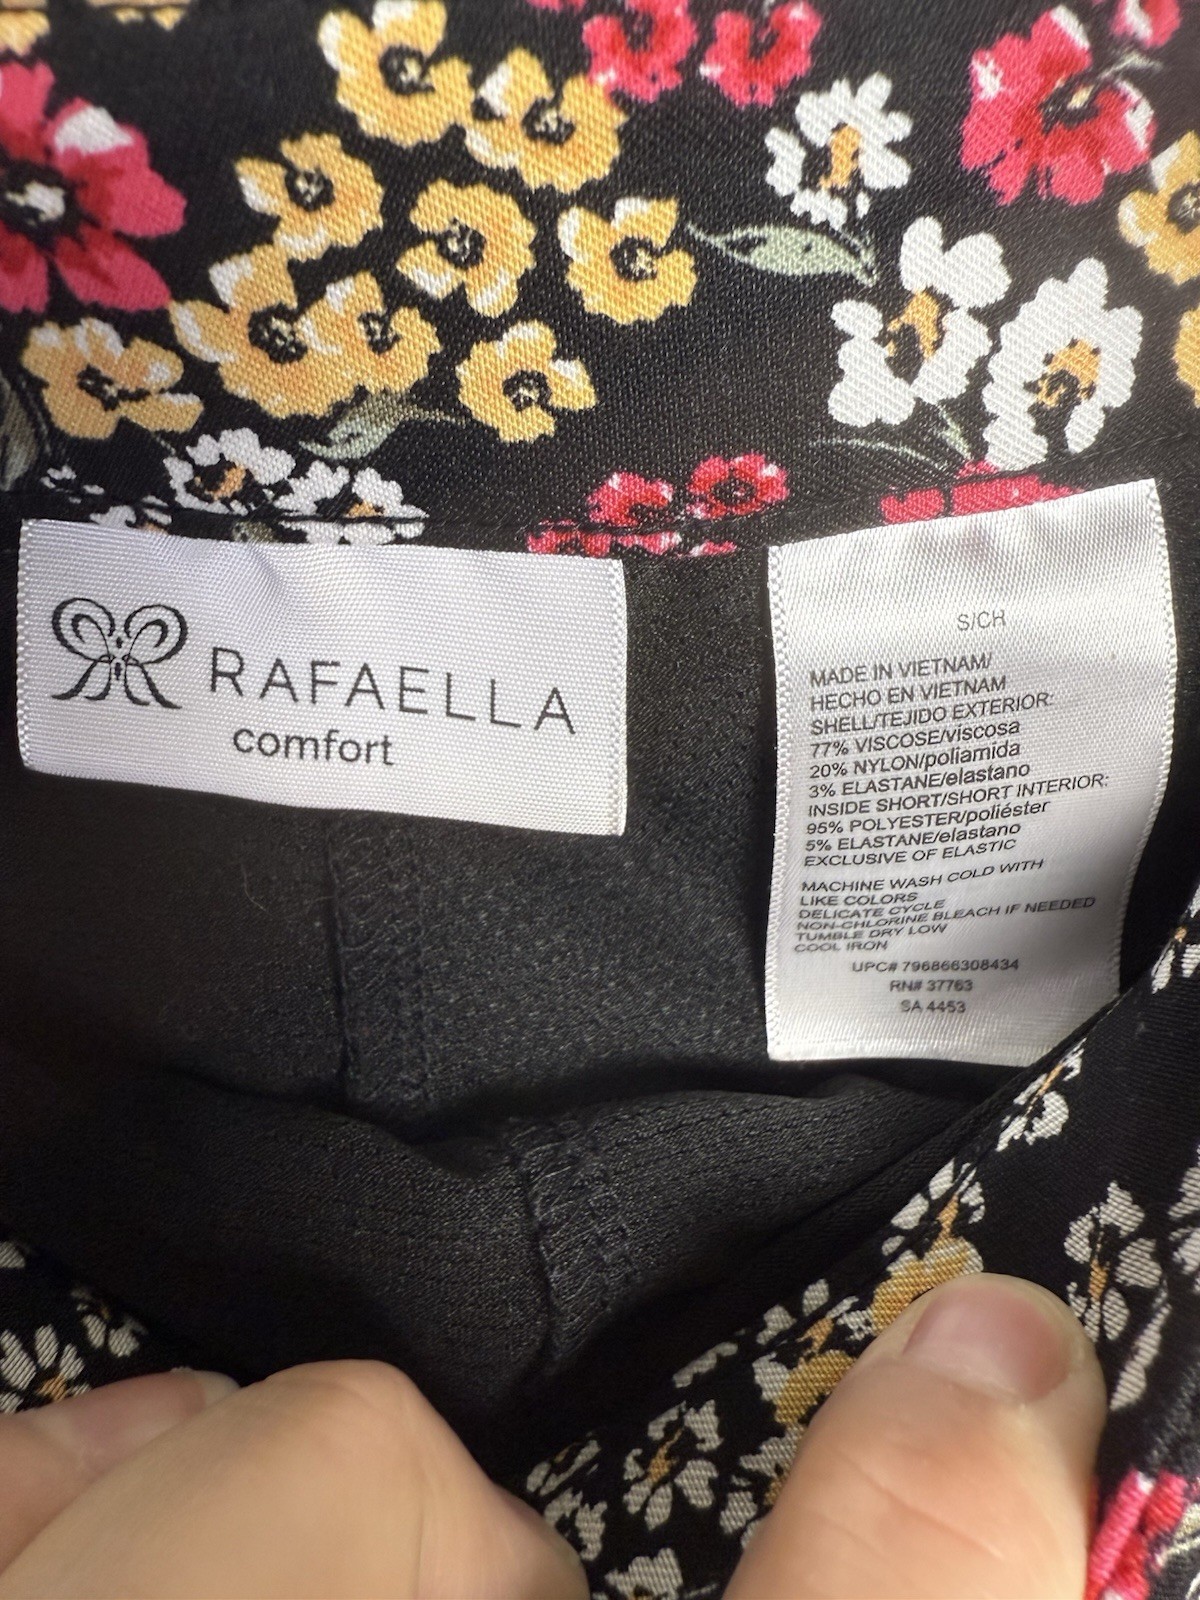 RAFAELLA
comfort
S/CH
MADE IN VIETNAM/
HECHO EN VIETNAM
SHELL/TEJIDO EXTERIOR:
77% VISCOSE/viscosa
20% NYLON/poliamida
3% ELASTANE/elastano
INSIDE SHORT/SHORT INTERIOR:
95% POLYESTER/poliéster
5% ELASTANE/elastano
EXCLUSIVE OF ELASTIC
MACHINE WASH COLD WITH
LIKE COLORS
DELICATE CYCLE
NON-CHLORINE BLEACH IF NEEDED
TUMBLE DRY LOW
COOL IRON
UPC# 796866308434
RN# 37763
SA 4453